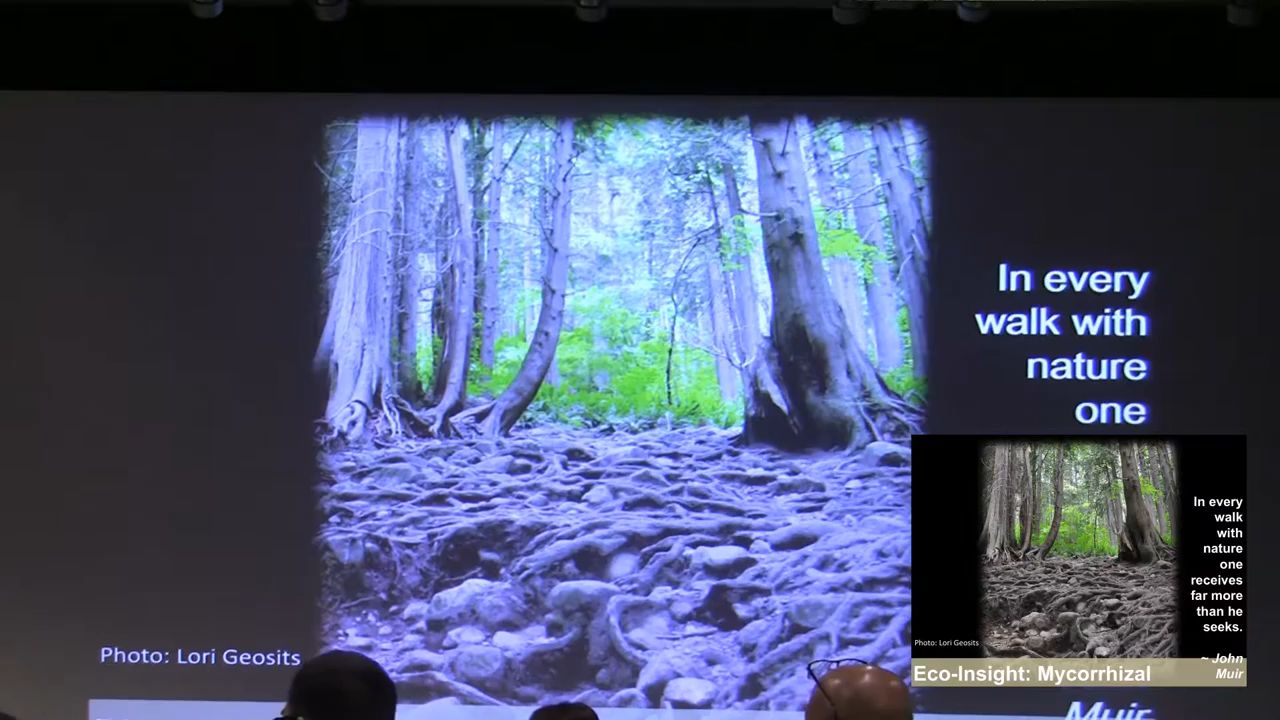 In every
walk with
nature
one
Photo: Lori Geosits
Muir
In every
walk
with
nature
one
receives
far more
than he
seeks.
~ John
Muir
Photo: Lori Geosits
Eco-Insight: Mycorrhizal